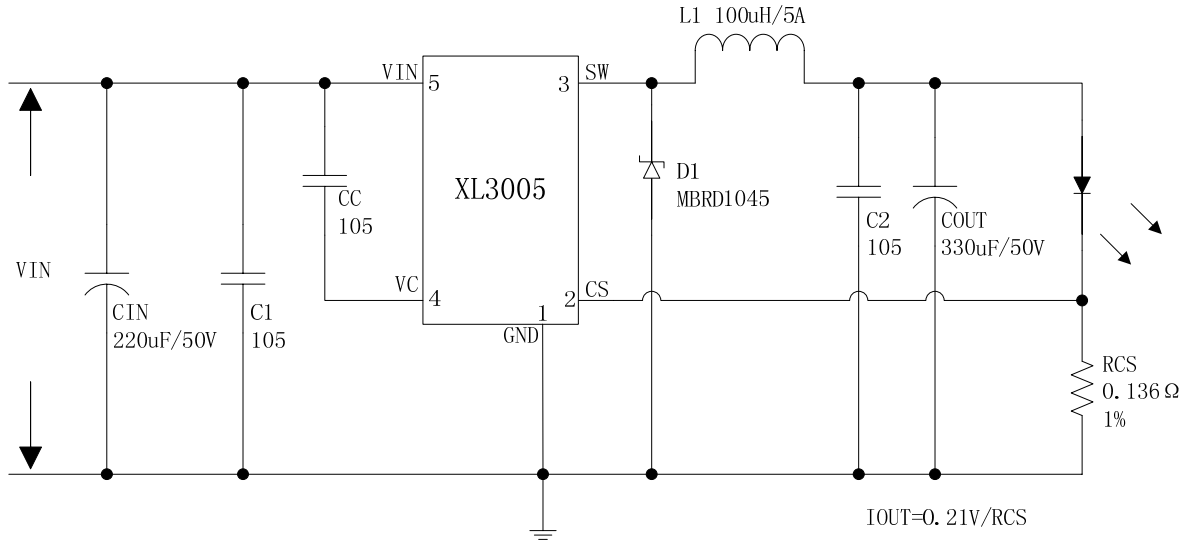 L1 100uH/5A
VIN
5
3
SW
XL3005
CC
105
D1
MBRD1045
C2
105
COUT
330uF/50V
VIN
VC
4
2
CS
1
GND
CIN
220uF/50V
C1
105
RCS
0.136Ω
1%
IOUT=0.21V/RCS